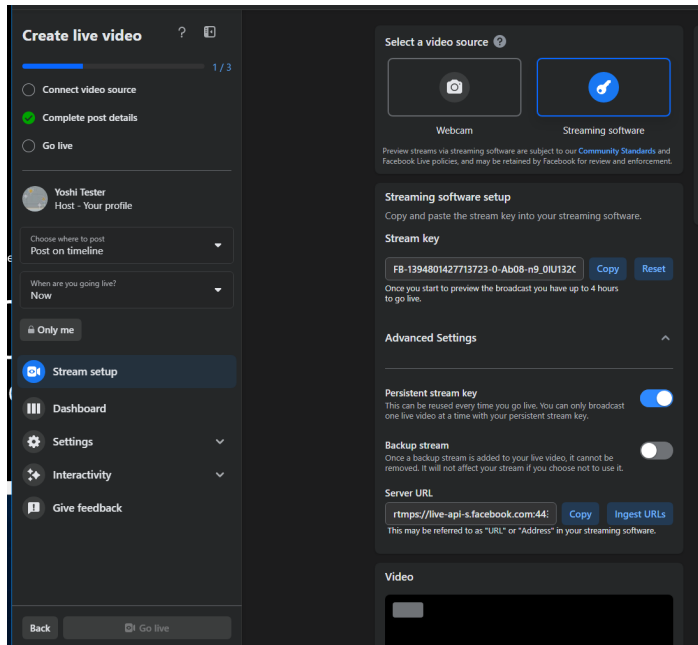 Create live video
?
1 / 3
Connect video source
Complete post details
Go live
Yoshi Tester
Host - Your profile
Choose where to post
Post on timeline
When are you going live?
Now
Only me
Stream setup
Dashboard
Settings
Interactivity
Give feedback
Back
Go live
Select a video source ?
Webcam
Streaming software
Preview streams via streaming software are subject to our Community Standards and
Facebook Live policies, and may be retained by Facebook for review and enforcement.
Streaming software setup
Copy and paste the stream key into your streaming software.
Stream key
Copy
Reset
Once you start to preview the broadcast you have up to 4 hours
to go live.
Advanced Settings
Persistent stream key
This can be reused every time you go live. You can only broadcast
one live video at a time with your persistent stream key.
Backup stream
Once a backup stream is added to your live video, it cannot be
removed. It will not affect your stream if you choose not to use it.
Server URL
rtmps://live-api-s.facebook.com:44
Copy
Ingest URLs
This may be referred to as "URL" or "Address" in your streaming software.
Video